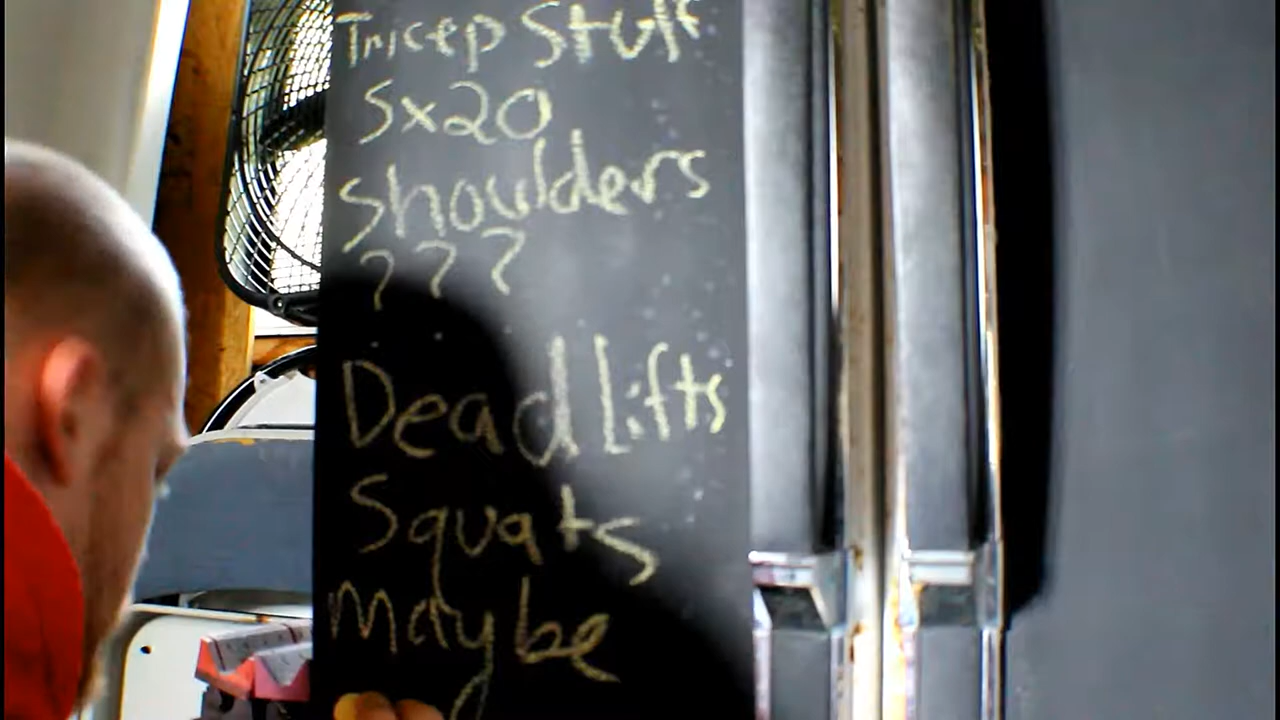 Tricep Stuff
5x20
Shoulders
???
Dead Lifts
Squats
Maybe